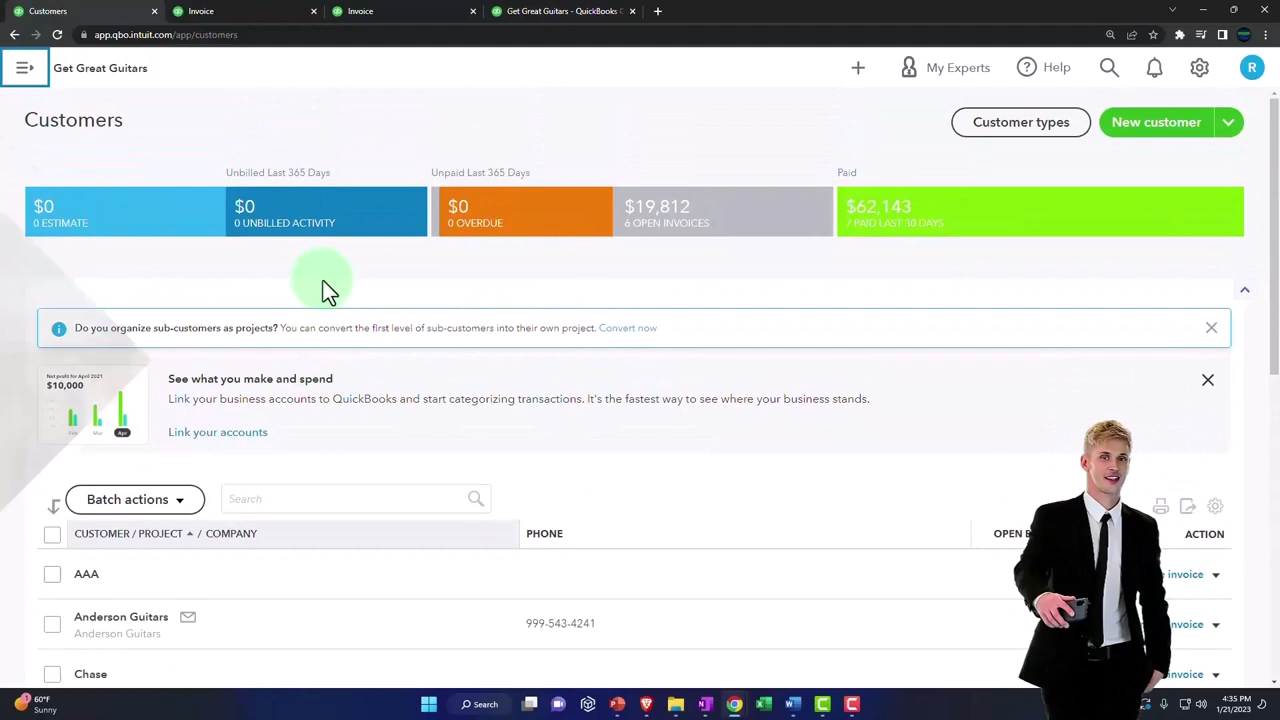 Customers
Invoice
Invoice
Get Great Guitars - QuickBooks
app.qbo.intuit.com/app/customers
Get Great Guitars
My Experts
Help
R
Customers
Customer types
New customer
Unbilled Last 365 Days
Unpaid Last 365 Days
Paid
$0
0 ESTIMATE
$0
0 UNBILLED ACTIVITY
$0
0 OVERDUE
$19,812
6 OPEN INVOICES
$62,143
7 PAID LAST 30 DAYS
Do you organize sub-customers as projects? You can convert the first level of sub-customers into their own project. Convert now
Net profit for April 2021
$10,000
Feb Mar Apr
See what you make and spend
Link your business accounts to QuickBooks and start categorizing transactions. It's the fastest way to see where your business stands.
Link your accounts
Batch actions
Search
CUSTOMER / PROJECT / COMPANY
PHONE
OPEN
ACTION
AAA
invoice
Anderson Guitars
Anderson Guitars
999-543-4241
invoice
Chase
invoice
60°F
Sunny
Search
4:35 PM
1/21/2023